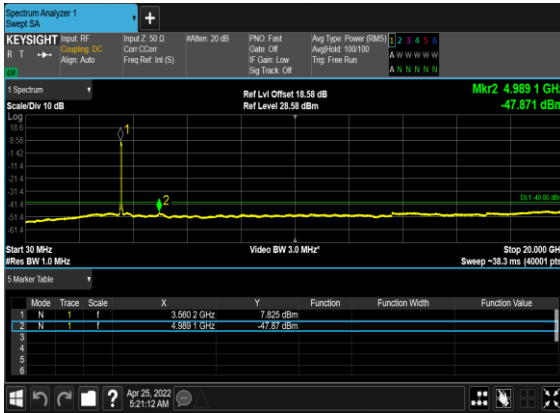 Spectrum Analyzer 1
Swept SA
KEYSIGHT Input: RF Input Z: 50 Ω #Atten: 20 dB PNO: Fast Avg Type: Power (RMS) 1 2 3 4 5 6
R T Coupling: DC Corr CCorr Gate: Off Avg|Hold: 100/100 A W W W W W
Align: Auto Freq Ref: Int (S) IF Gain: Low Trig: Free Run
LXI Sig Track: Off A N N N N N
1 Spectrum Ref Lvl Offset 18.58 dB Mkr2 4.989 1 GHz
Scale/Div 10 dB Ref Level 28.58 dBm -47.871 dBm
Log
18.6
8.58
-1.42
-11.4
-21.4
-31.4
-41.4
-51.4
-61.4
1
2
DL1 -40.00 dBm
Start 30 MHz Video BW 3.0 MHz* Stop 20.000 GHz
#Res BW 1.0 MHz Sweep ~38.3 ms (40001 pts)
5 Marker Table
Mode Trace Scale X Y Function Function Width Function Value
1 N 1 f 3.560 2 GHz 7.825 dBm
2 N 1 f 4.989 1 GHz -47.87 dBm
3
4
5
6
? Apr 25, 2022
5:21:12 AM